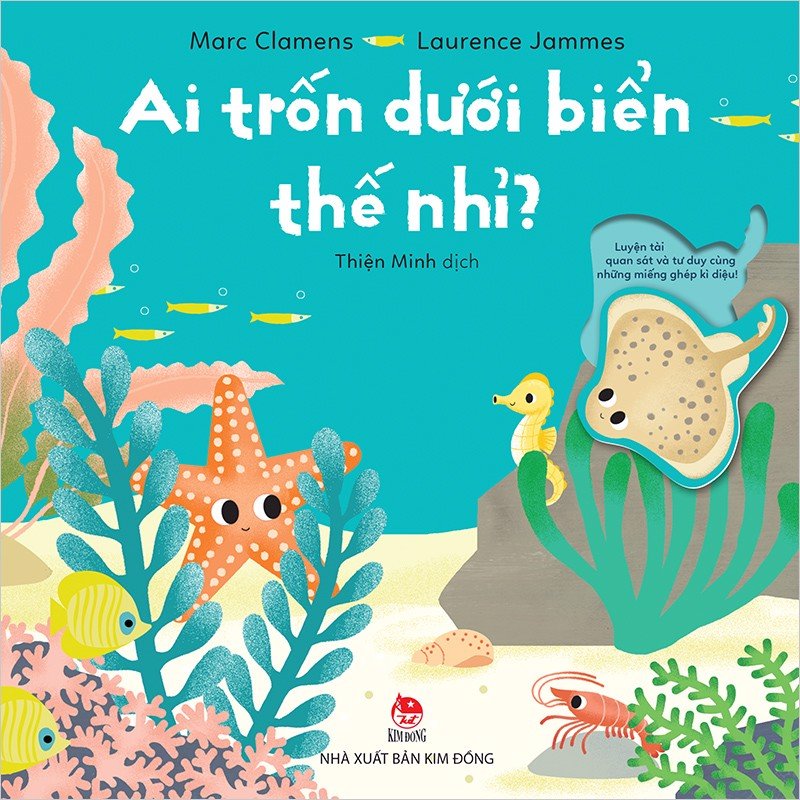 Marc Clamens Laurence Jammes
Ai trốn dưới biển
thế nhỉ?
Thiện Minh dịch
Luyện tài
quan sát và tư duy cùng
những miếng ghép kì diệu!
KIM ĐỒNG
NHÀ XUẤT BẢN KIM ĐỒNG